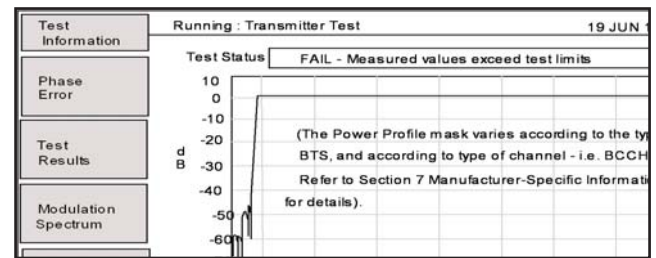 Test
Information
Running : Transmitter Test
19 JUN
Test Status
FAIL - Measured values exceed test limits
Phase
Error
Test
Results
Modulation
Spectrum
10
0
-10
-20
-30
-40
-50
-60
d
B
(The Power Profile mask varies according to the
BTS, and according to type of channel - i.e. BCCH
Refer to Section 7 Manufacturer-Specific
for details).